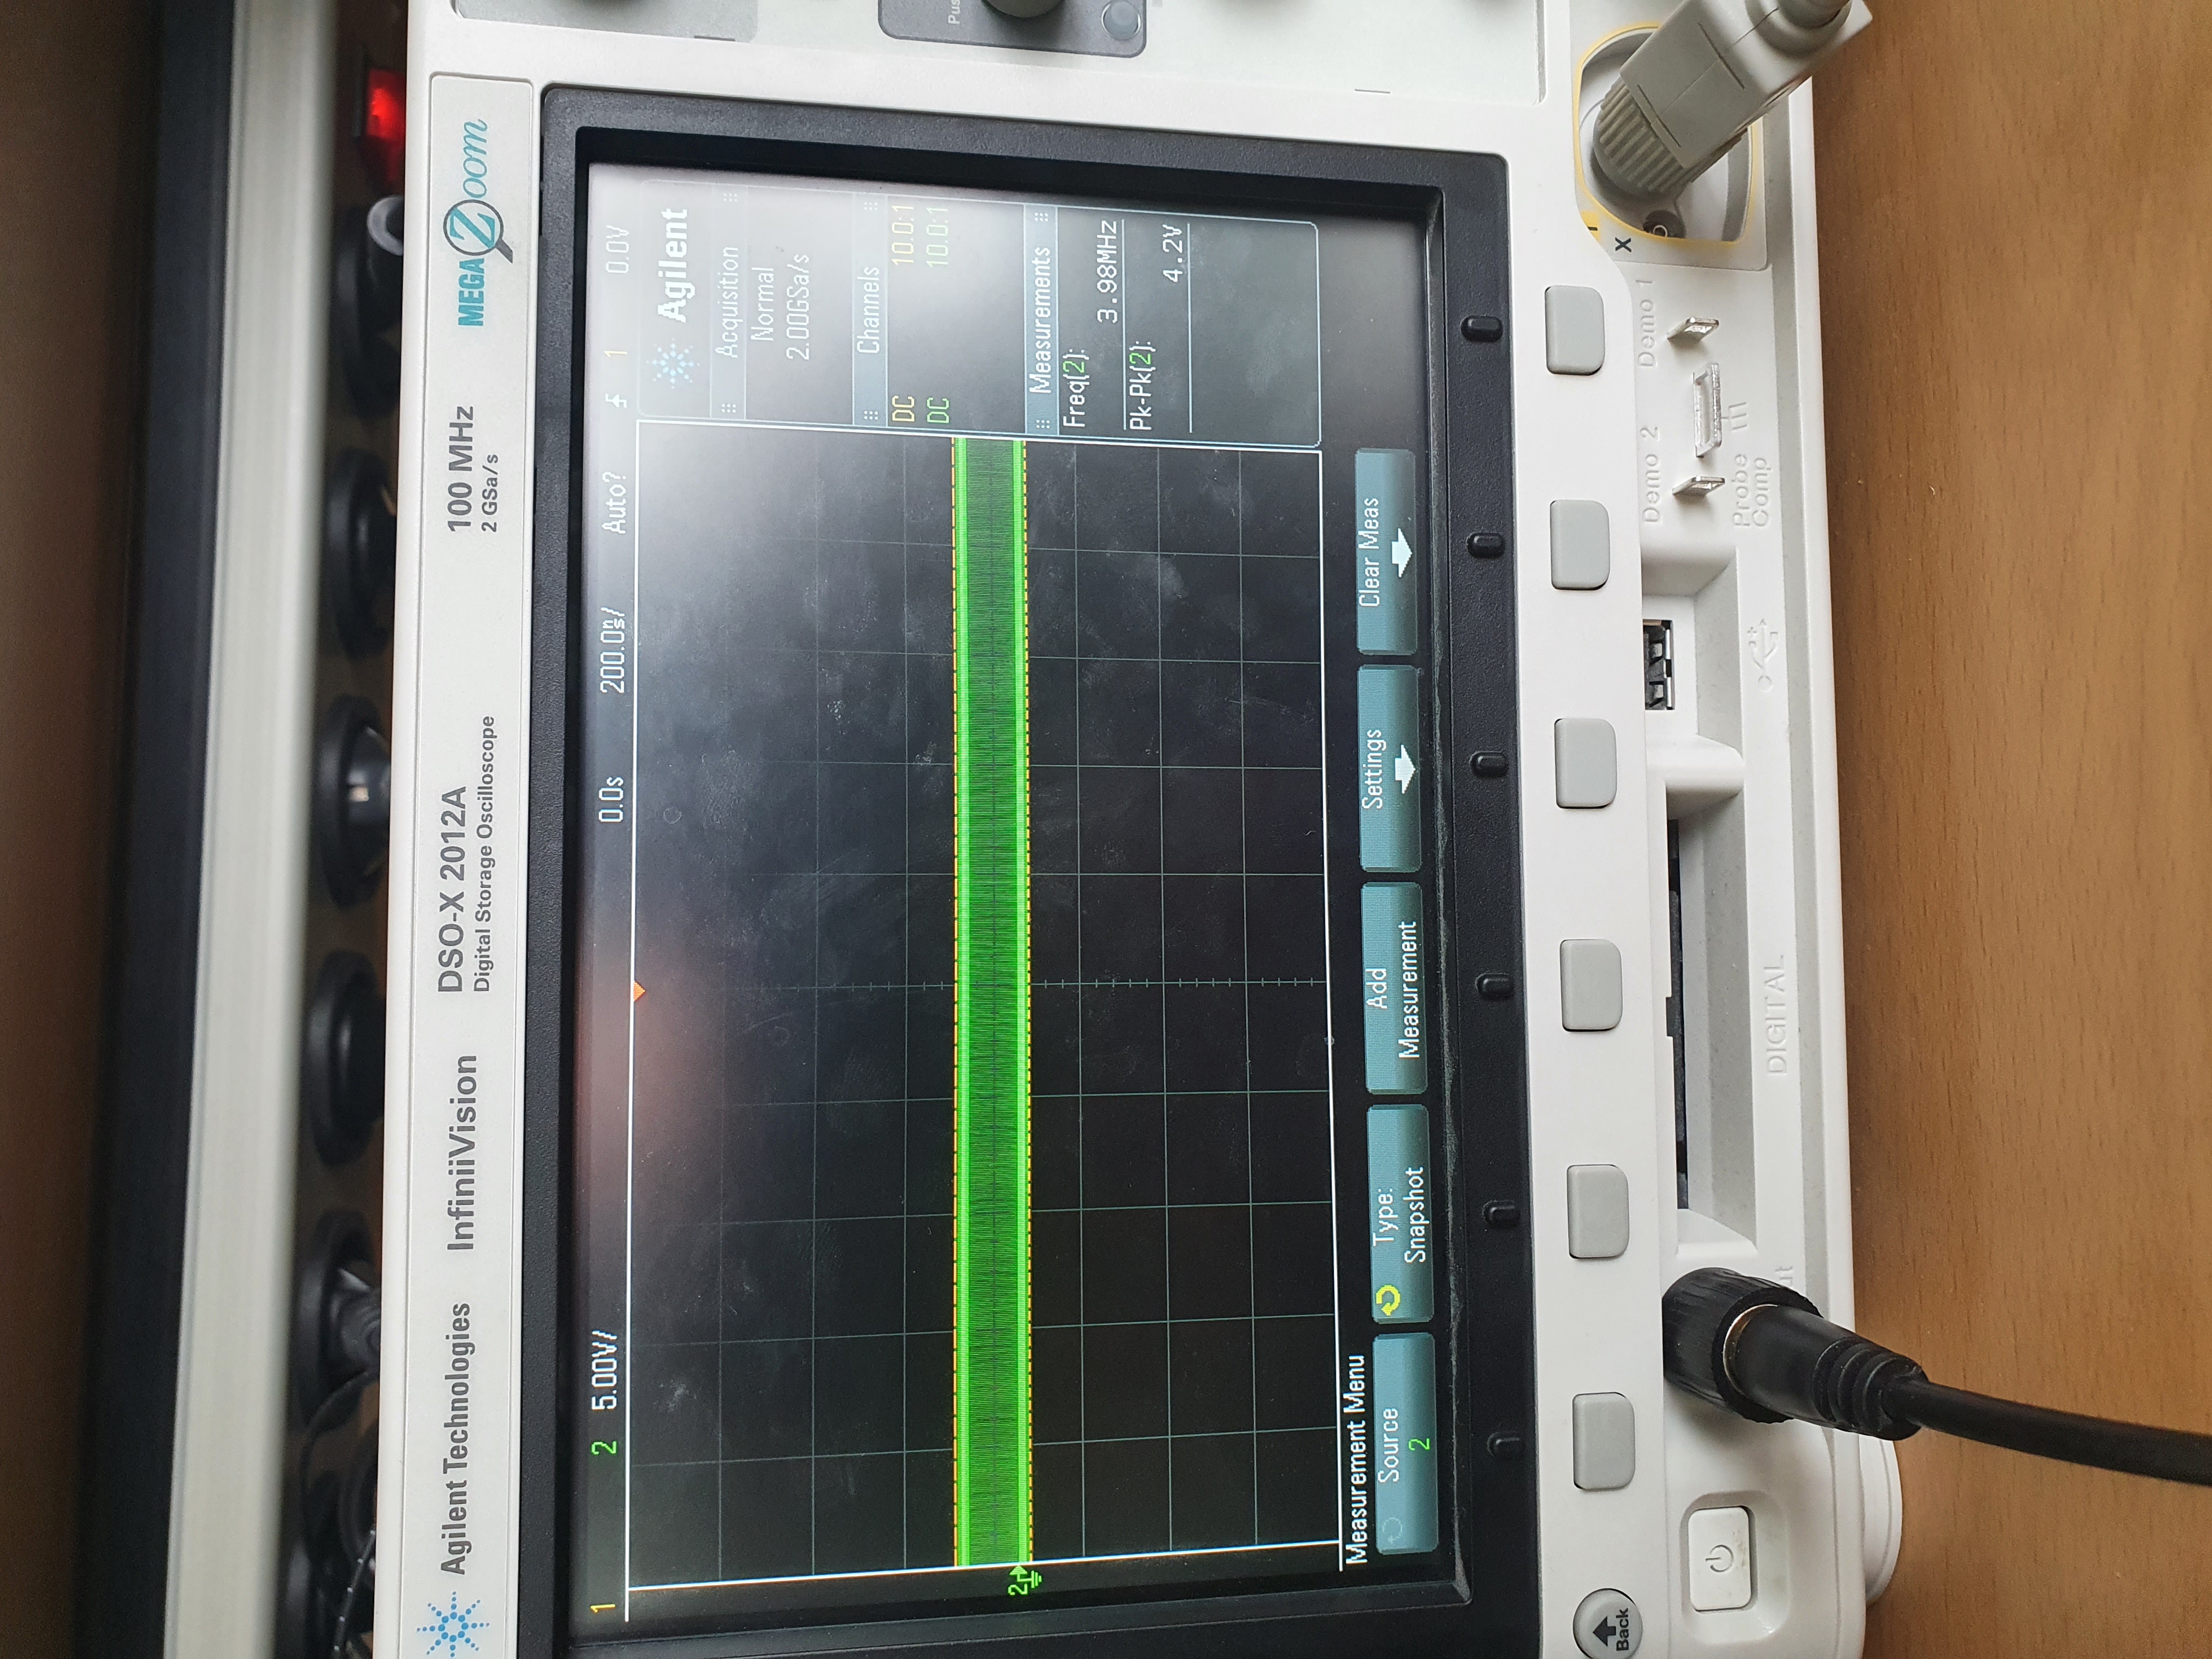 Agilent Technologies InfiniiVision DSO-X 2012A 100 MHz MEGA Zoom
Digital Storage Oscilloscope 2 GSa/s
1 2 5.00V/ 0.0s 200.0ns/ Auto? 1 0.0V
Agilent
Acquisition
Normal
2.00GSa/s
Channels
DC 10.0:1
DC 10.0:1
2
Measurements
Freq(2):
3.98MHz
Pk-Pk(2):
4.2V
Measurement Menu
Source
2
Type:
Snapshot
Add
Measurement
Settings
Clear Meas
Back
X
Demo 2 Demo 1
Probe
Comp
DIGITAL